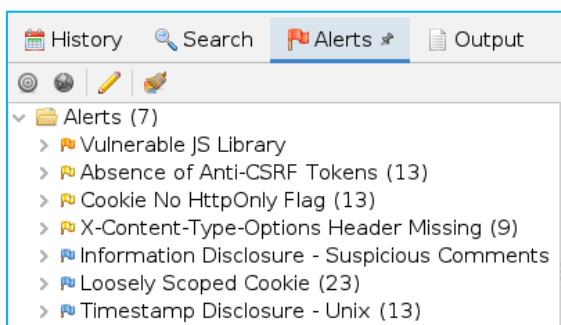 History Search Alerts Output
Alerts (7)
Vulnerable JS Library
Absence of Anti-CSRF Tokens (13)
Cookie No HttpOnly Flag (13)
X-Content-Type-Options Header Missing (9)
Information Disclosure - Suspicious Comments
Loosely Scoped Cookie (23)
Timestamp Disclosure - Unix (13)